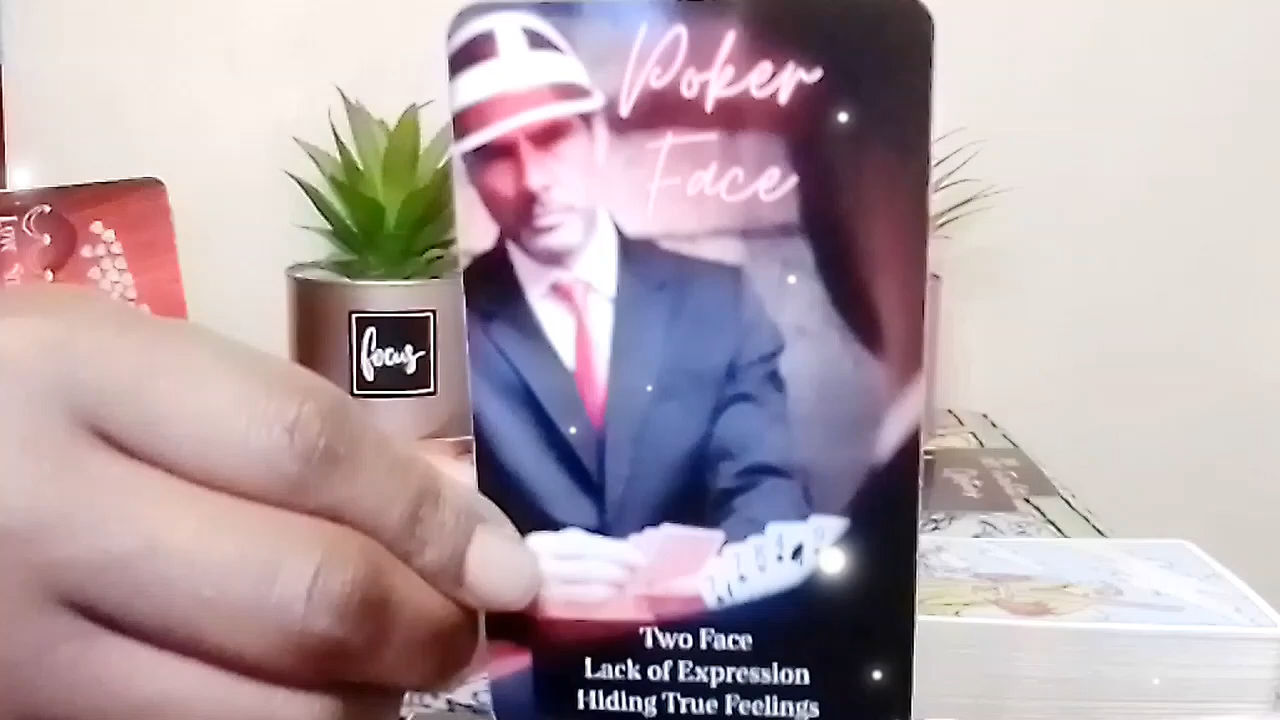 Poker
Face
focus
Two Face
Lack of Expression
Hiding True Feelings